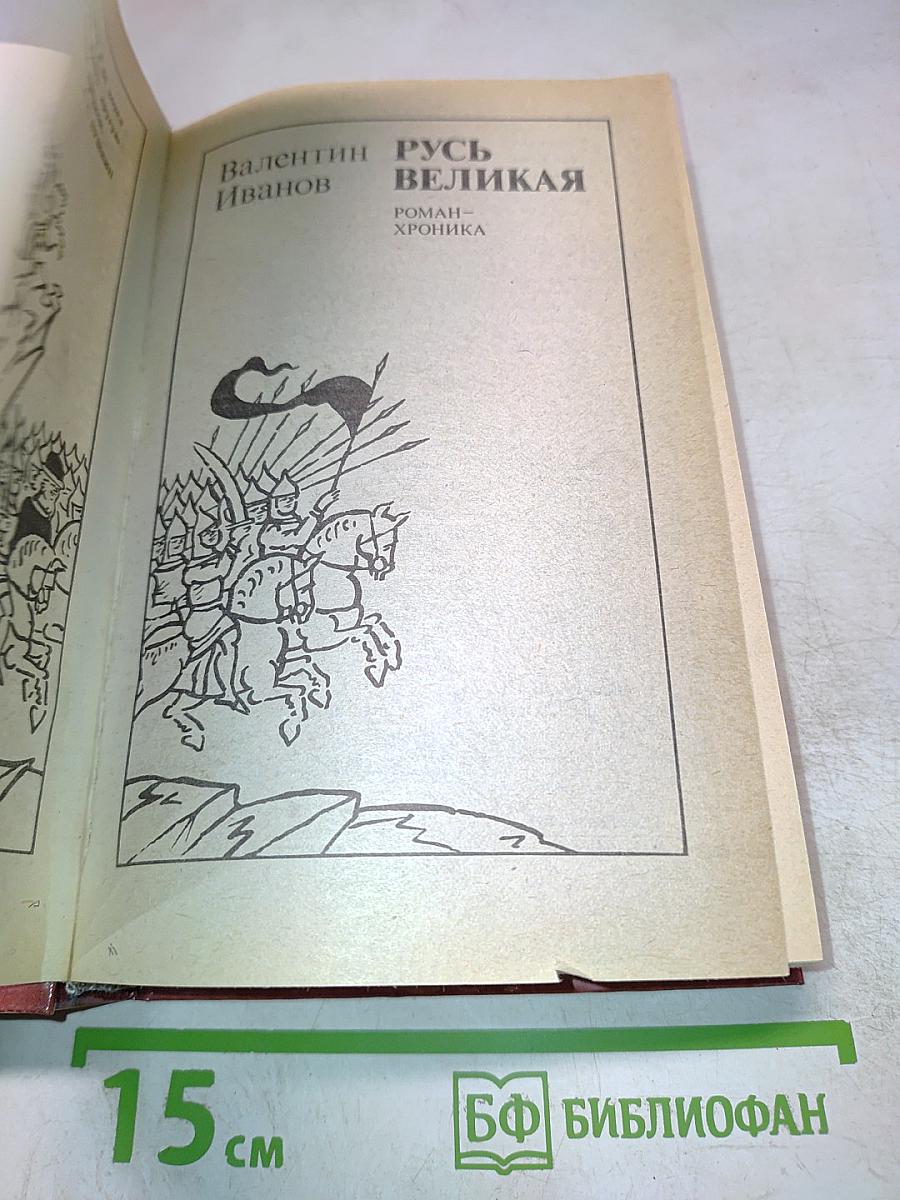 Валентин
Иванов
РУСЬ
ВЕЛИКАЯ
РОМАН-
ХРОНИКА
15 см
БФ БИБЛИОФАН